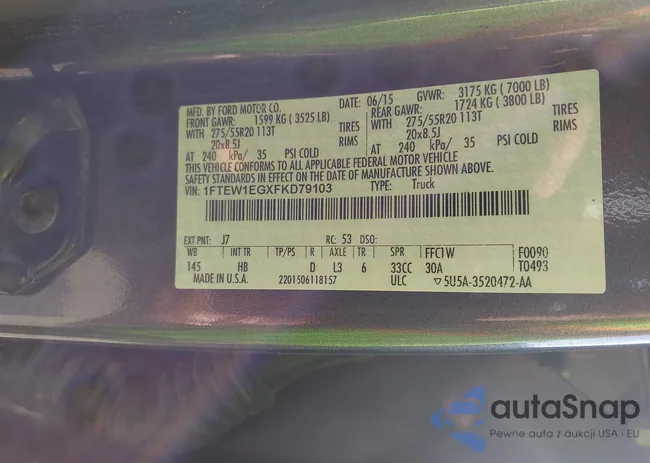 MFD. BY FORD MOTOR CO. DATE: 06/15 GVWR: 3175 KG ( 7000 LB)
FRONT GAWR: 1599 KG ( 3525 LB) REAR GAWR: 1724 KG ( 3800 LB)
WITH 275/55R20 113T TIRES WITH 275/55R20 113T TIRES
20x8.5J RIMS 20x8.5J RIMS
AT 240 kPa/ 35 PSI COLD AT 240 kPa/ 35 PSI COLD
THIS VEHICLE CONFORMS TO ALL APPLICABLE FEDERAL MOTOR VEHICLE
SAFETY STANDARDS IN EFFECT ON THE DATE OF MANUFACTURE SHOWN ABOVE.
VIN: 1FTEW1EGXFKD79103 TYPE: Truck
EXT PNT: J7 RC: 53 DSO:
WB INT TR TP/PS R AXLE TR SPR FFC1W F0090
145 HB D L3 6 33CC 30A T0493
MADE IN U.S.A. 2201506118157 ULC ▽5U5A-3520472-AA
autaSnap
Pewne auta z aukcji USA i EU